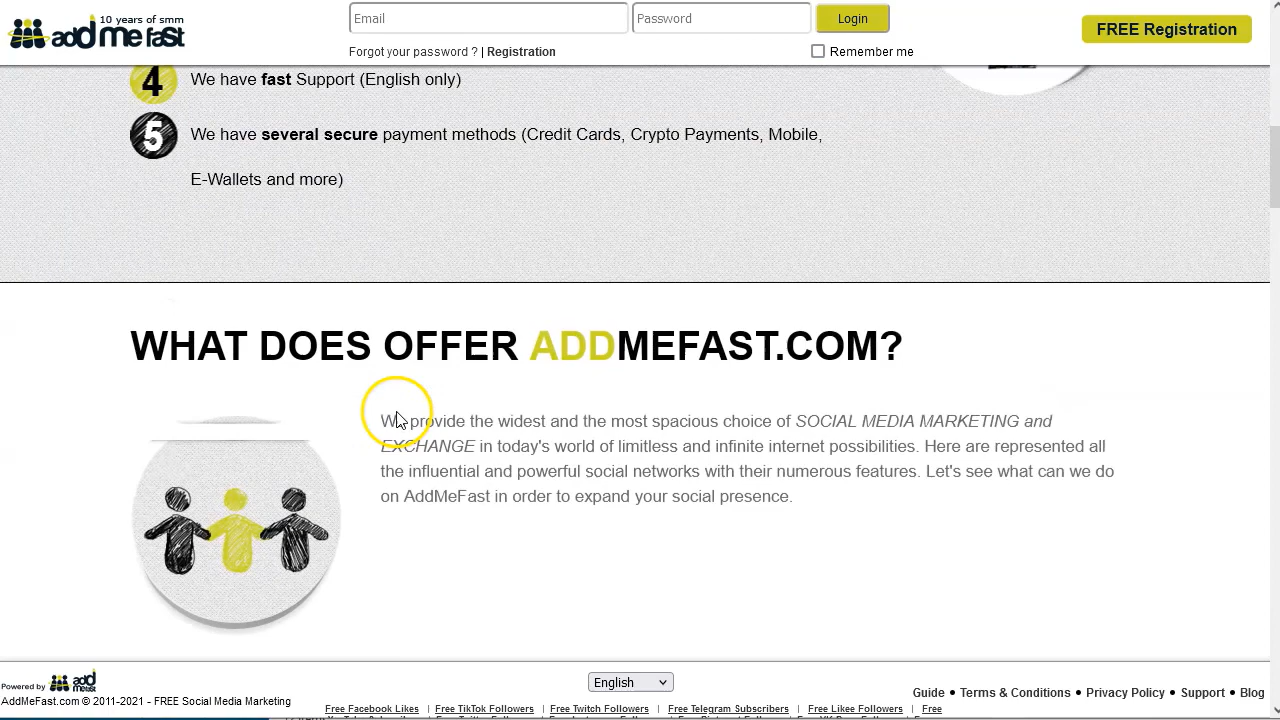 10 years of smm
add me fast
Email
Password
Login
FREE Registration
Forgot your password ? | Registration
Remember me
4 We have fast Support (English only)
5 We have several secure payment methods (Credit Cards, Crypto Payments, Mobile,
E-Wallets and more)
WHAT DOES OFFER ADDMEFAST.COM?
We provide the widest and the most spacious choice of SOCIAL MEDIA MARKETING and
EXCHANGE in today's world of limitless and infinite internet possibilities. Here are represented all
the influential and powerful social networks with their numerous features. Let's see what can we do
on AddMeFast in order to expand your social presence.
Powered by add me fast
English
Guide • Terms & Conditions • Privacy Policy • Support • Blog
AddMeFast.com © 2011-2021 - FREE Social Media Marketing
Free Facebook Likes | Free TikTok Followers | Free Twitch Followers | Free Telegram Subscribers | Free Likee Followers | Free